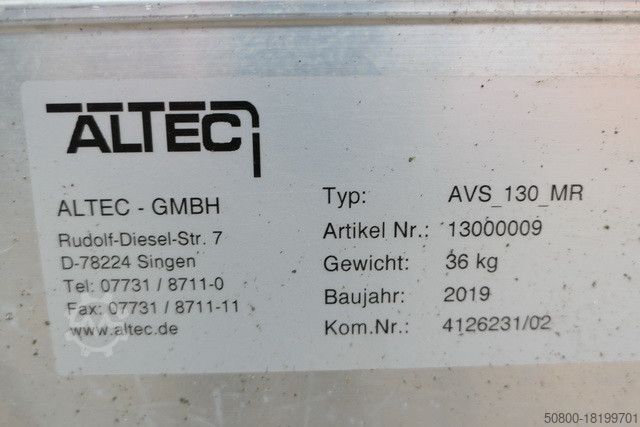 ALTEC
ALTEC - GMBH
Rudolf-Diesel-Str. 7
D-78224 Singen
Tel: 07731 / 8711-0
Fax: 07731 / 8711-11
www.altec.de
Typ: AVS_130_MR
Artikel Nr.: 13000009
Gewicht: 36 kg
Baujahr: 2019
Kom.Nr.: 4126231/02
50800-18199701